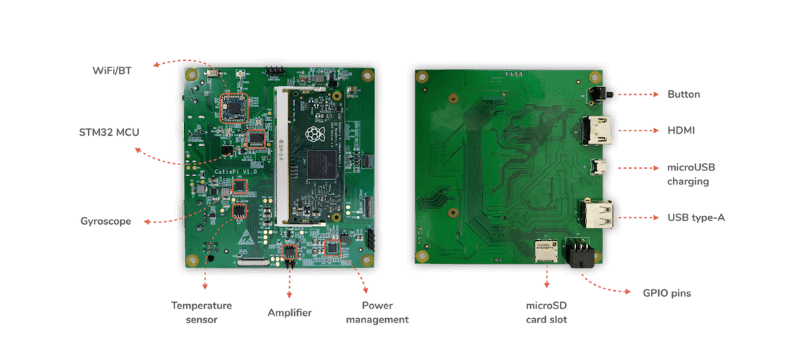 WiFi/BT
STM32 MCU
Gyroscope
Temperature
sensor
Amplifier
Power
management
CutiePi V1.0
Button
HDMI
microUSB
charging
USB type-A
GPIO pins
microSD
card slot